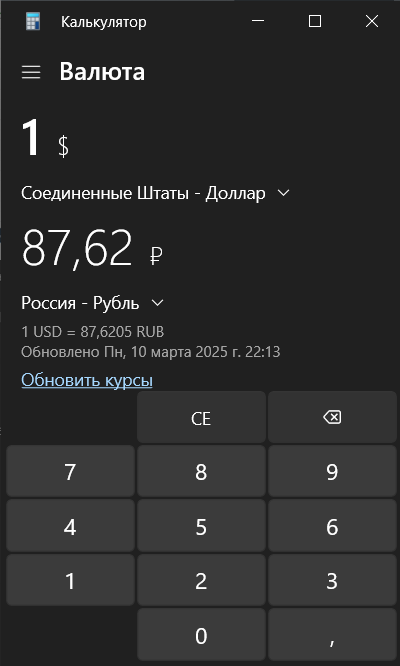 Калькулятор
Валюта
1 $
Соединенные Штаты - Доллар
87,62 ₽
Россия - Рубль
1 USD = 87,6205 RUB
Обновлено Пн, 10 марта 2025 г. 22:13
Обновить курсы
CE
7 8 9
4 5 6
1 2 3
0 ,